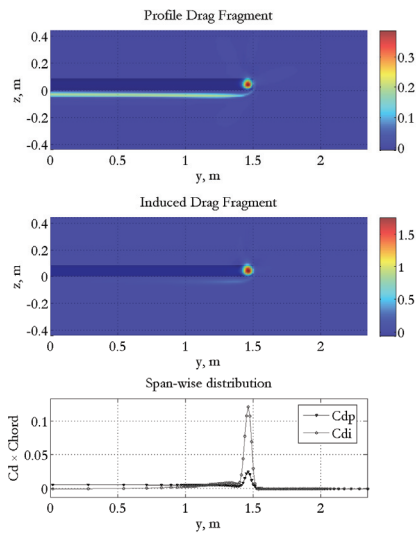 Profile Drag Fragment
0.4
0.2
0
-0.2
-0.4
z, m
0 0.5 1 1.5 2
y, m
0.3
0.2
0.1
0
Induced Drag Fragment
0.4
0.2
0
-0.2
-0.4
z, m
0 0.5 1 1.5 2
y, m
1.5
1
0.5
0
Span-wise distribution
0.1
0.05
0
Cd × Chord
Cdp
Cdi
0 0.5 1 1.5 2
y, m